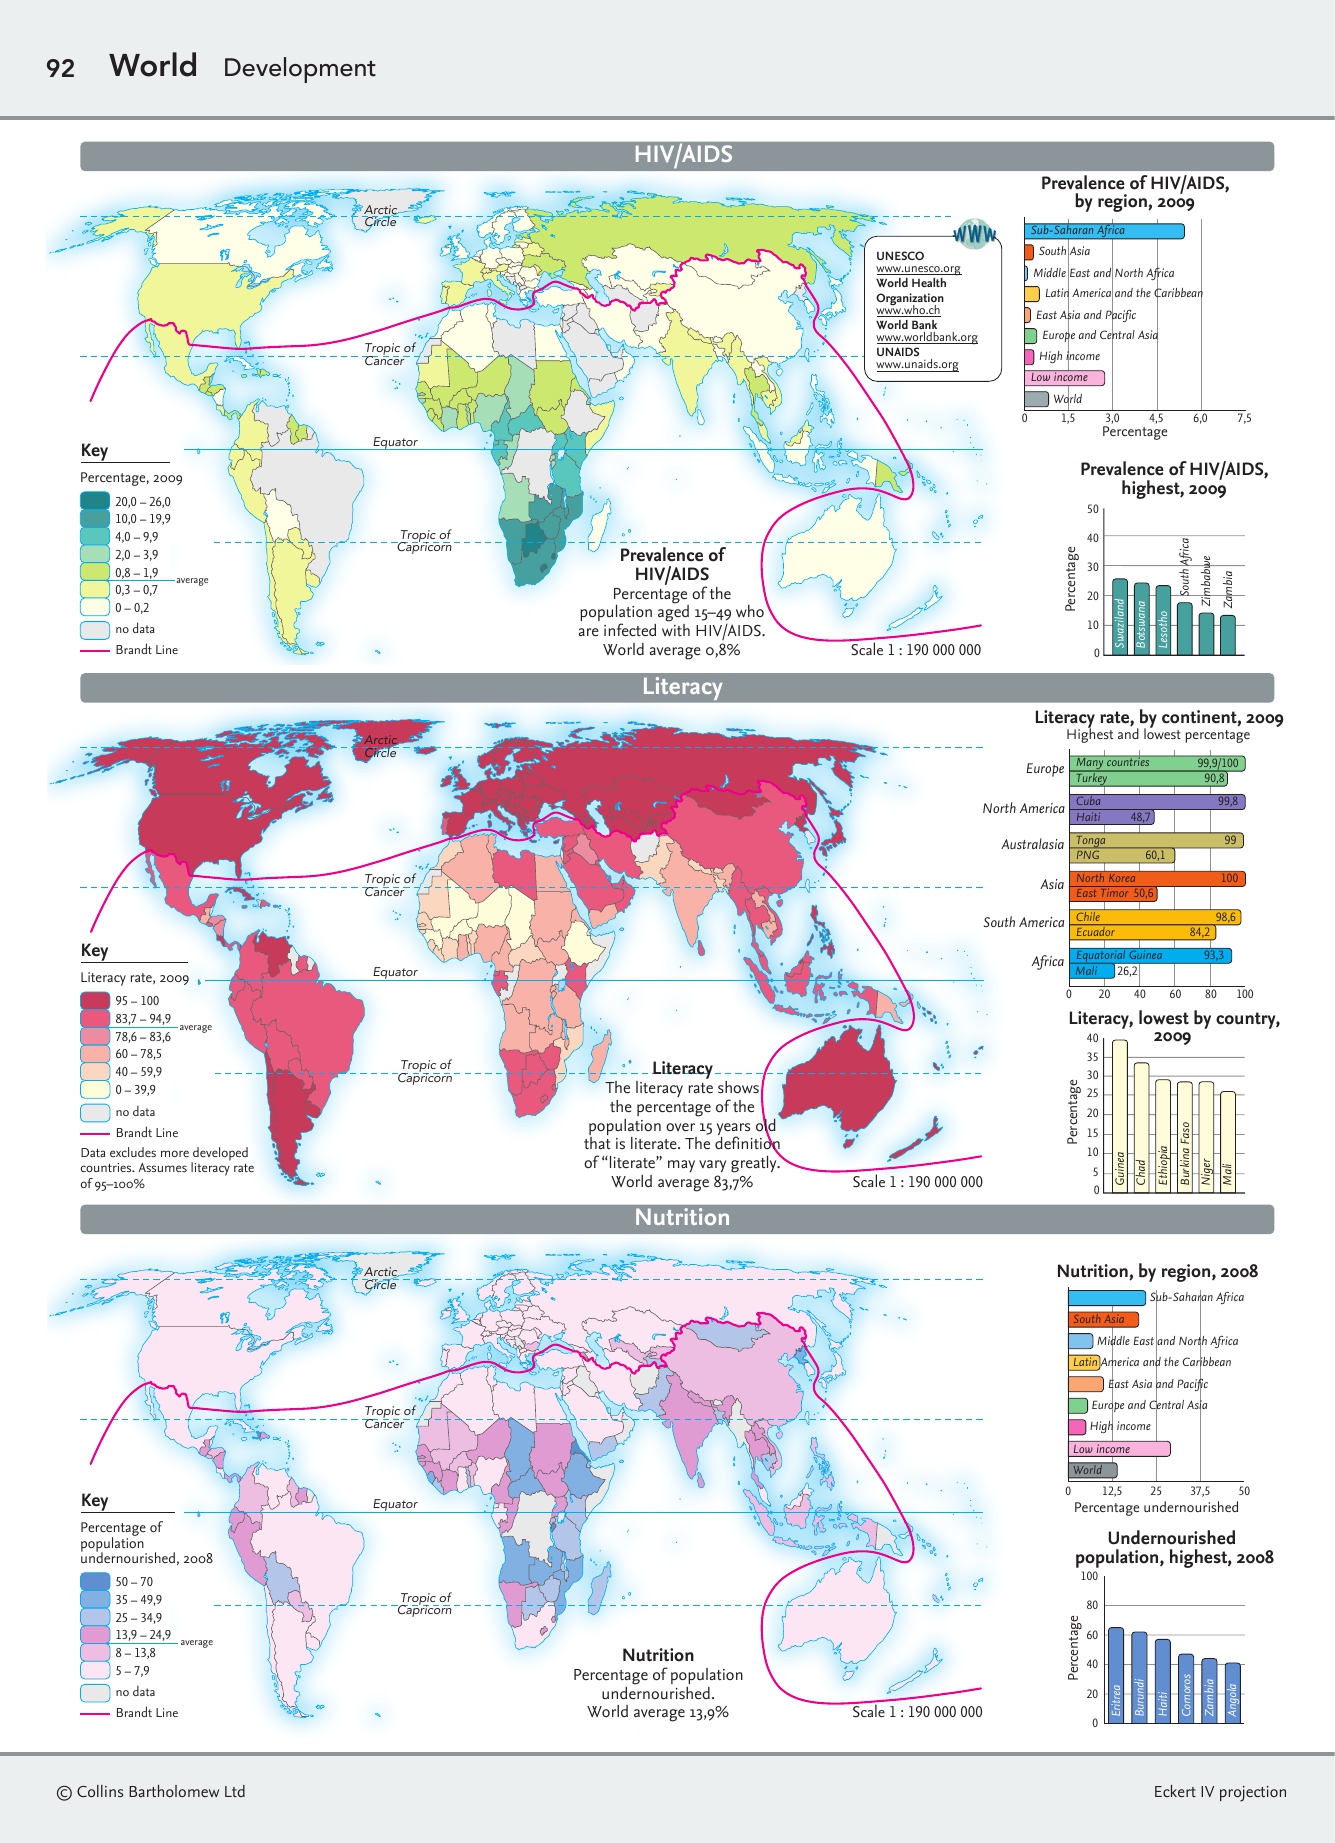 92 World Development
HIV/AIDS
Arctic
Circle
Tropic of
Cancer
Equator
Tropic of
Capricorn
Key
Percentage, 2009
20,0 – 26,0
10,0 – 19,9
4,0 – 9,9
2,0 – 3,9
0,8 – 1,9
average
0,3 – 0,7
0 – 0,2
no data
Brandt Line
Prevalence of
HIV/AIDS
Percentage of the
population aged 15–49 who
are infected with HIV/AIDS.
World average 0,8%
Scale 1 : 190 000 000
WWW
UNESCO
www.unesco.org
World Health
Organization
www.who.ch
World Bank
www.worldbank.org
UNAIDS
www.unaids.org
Prevalence of HIV/AIDS,
by region, 2009
Sub-Saharan Africa
South Asia
Middle East and North Africa
Latin America and the Caribbean
East Asia and Pacific
Europe and Central Asia
High income
Low income
World
0 1,5 3,0 4,5 6,0 7,5
Percentage
Prevalence of HIV/AIDS,
highest, 2009
50
40
30
20
10
0
Percentage
Swaziland
Botswana
Lesotho
South Africa
Zimbabwe
Zambia
Literacy
Arctic
Circle
Tropic of
Cancer
Equator
Tropic of
Capricorn
Key
Literacy rate, 2009
95 – 100
83,7 – 94,9
average
78,6 – 83,6
60 – 78,5
40 – 59,9
0 – 39,9
no data
Brandt Line
Data excludes more developed
countries. Assumes literacy rate
of 95–100%
Literacy
The literacy rate shows
the percentage of the
population over 15 years old
that is literate. The definition
of “literate” may vary greatly.
World average 83,7%
Scale 1 : 190 000 000
Literacy rate, by continent, 2009
Highest and lowest percentage
Europe
Many countries 99,9/100
Turkey 90,8
North America
Cuba 99,8
Haiti 48,7
Australasia
Tonga 99
PNG 60,1
Asia
North Korea 100
East Timor 50,6
South America
Chile 98,6
Ecuador 84,2
Africa
Equatorial Guinea 93,3
Mali 26,2
0 20 40 60 80 100
Literacy, lowest by country,
2009
40
35
30
25
20
15
10
5
0
Percentage
Guinea
Chad
Ethiopia
Burkina Faso
Niger
Mali
Nutrition
Arctic
Circle
Tropic of
Cancer
Equator
Tropic of
Capricorn
Key
Percentage of
population
undernourished, 2008
50 – 70
35 – 49,9
25 – 34,9
13,9 – 24,9
average
8 – 13,8
5 – 7,9
no data
Brandt Line
Nutrition
Percentage of population
undernourished.
World average 13,9%
Scale 1 : 190 000 000
Nutrition, by region, 2008
Sub-Saharan Africa
South Asia
Middle East and North Africa
Latin America and the Caribbean
East Asia and Pacific
Europe and Central Asia
High income
Low income
World
0 12,5 25 37,5 50
Percentage undernourished
Undernourished
population, highest, 2008
100
80
60
40
20
0
Percentage
Eritrea
Burundi
Haiti
Comoros
Zambia
Angola
© Collins Bartholomew Ltd
Eckert IV projection